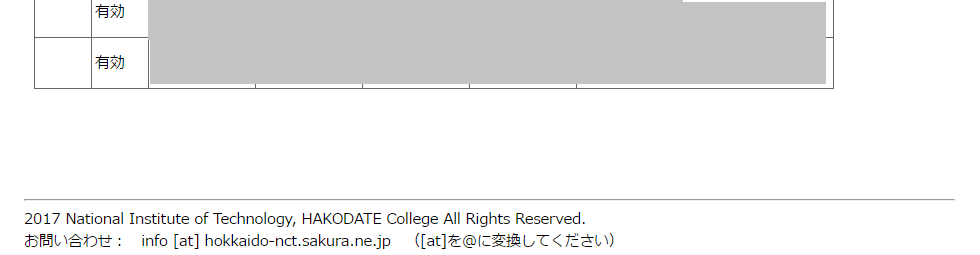 有効
有効
2017 National Institute of Technology, HAKODATE College All Rights Reserved.
お問い合わせ： info [at] hokkaido-nct.sakura.ne.jp （[at]を@に変換してください）